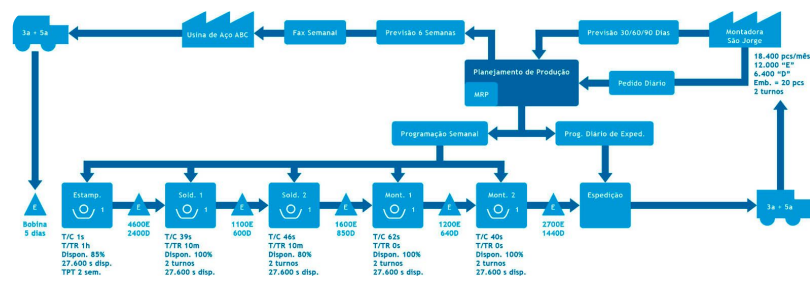 3a + 5a
Usina de Aço ABC
Fax Semanal
Previsão 6 Semanas
Previsão 30/60/90 Dias
Montadora
São Jorge
18.400 pcs/mês
12.000 "E"
6.400 "D"
Emb. = 20 pcs
2 turnos
Planejamento de Produção
MRP
Pedido Diário
Programação Semanal
Prog. Diário de Exped.
E
Bobina
5 dias
Estamp.
1
T/C 1s
T/TR 1h
Dispon. 85%
27.600 s disp.
TPT 2 sem.
E
4600E
2400D
Sold. 1
1
T/C 39s
T/TR 10m
Dispon. 100%
2 turnos
27.600 s disp.
E
1100E
600D
Sold. 2
1
T/C 46s
T/TR 10m
Dispon. 80%
2 turnos
27.600 s disp.
E
1600E
850D
Mont. 1
1
T/C 62s
T/TR 0s
Dispon. 100%
2 turnos
27.600 s disp.
E
1200E
640D
Mont. 2
1
T/C 40s
T/TR 0s
Dispon. 100%
2 turnos
27.600 s disp.
E
2700E
1440D
Espedição
3a + 5a